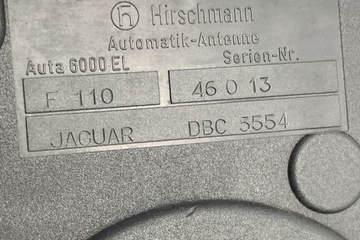 Hirschmann
Automatik-Antenne
Auta 6000 EL Serien-Nr.
F 110 46 0 13
JAGUAR DBC 5554